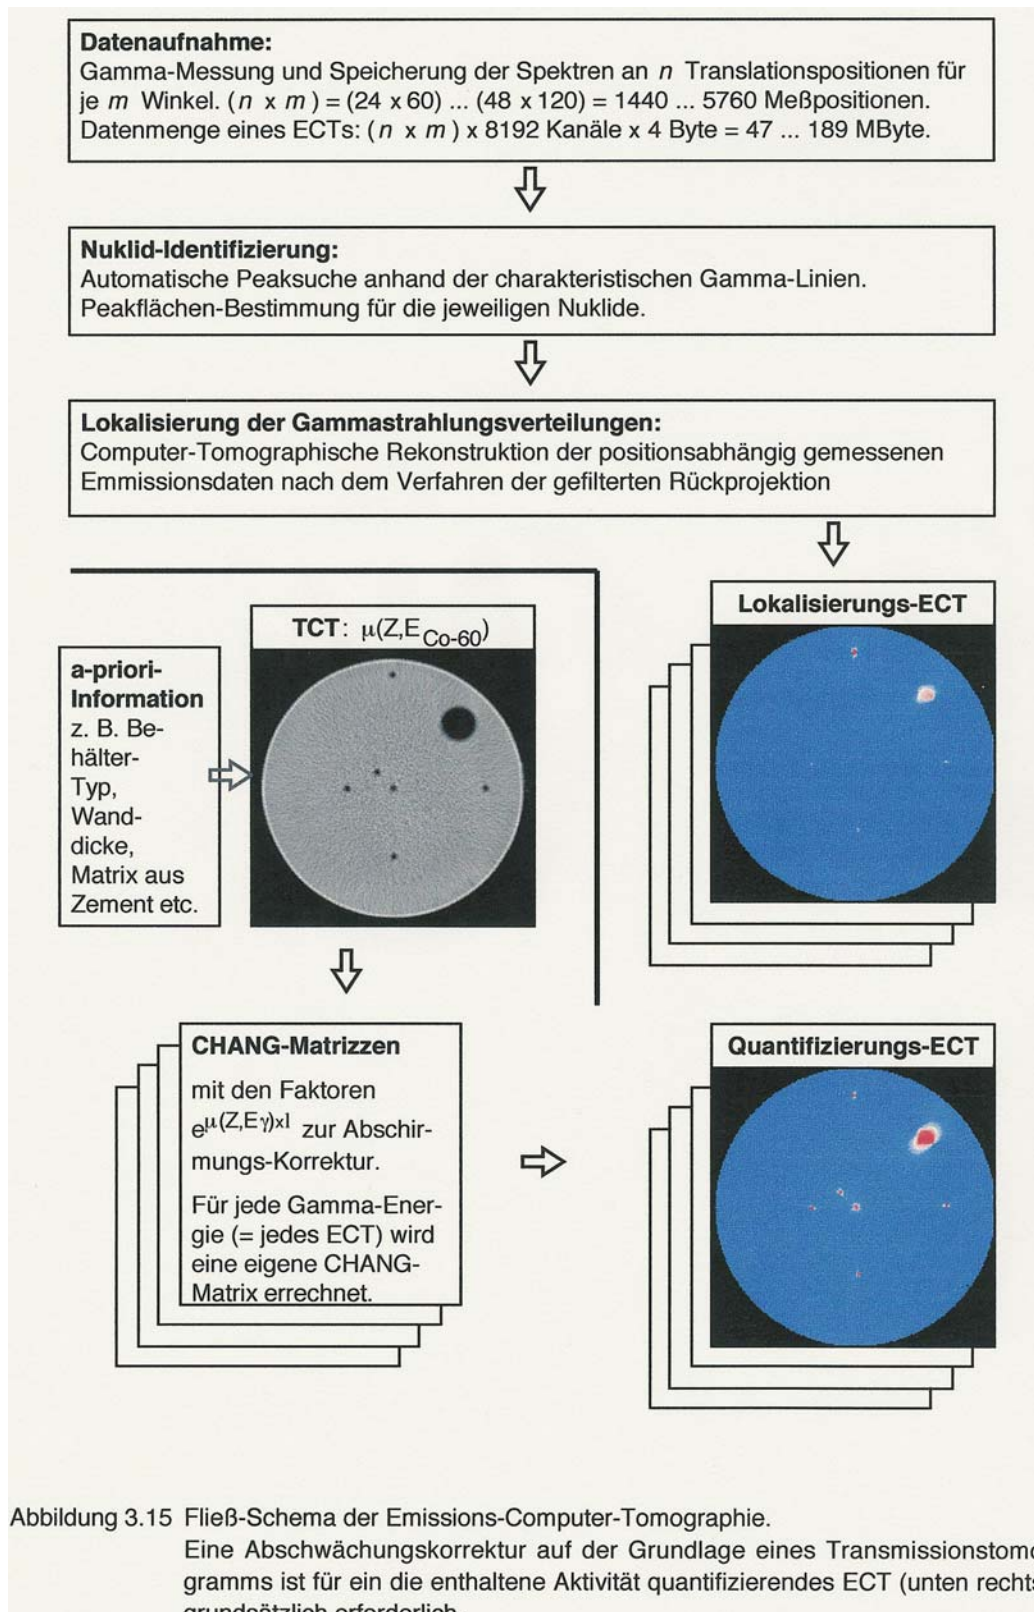 Datenaufnahme:
Gamma-Messung und Speicherung der Spektren an n Translationspositionen für
je m Winkel. (n x m) = (24 x 60) ... (48 x 120) = 1440 ... 5760 Meßpositionen.
Datenmenge eines ECTs: (n x m) x 8192 Kanäle x 4 Byte = 47 ... 189 MByte.
Nuklid-Identifizierung:
Automatische Peaksuche anhand der charakteristischen Gamma-Linien.
Peakflächen-Bestimmung für die jeweiligen Nuklide.
Lokalisierung der Gammastrahlungsverteilungen:
Computer-Tomographische Rekonstruktion der positionsabhängig gemessenen
Emmissionsdaten nach dem Verfahren der gefilterten Rückprojektion
a-priori-
Information
z. B. Be-
hälter-
Typ,
Wand-
dicke,
Matrix aus
Zement etc.
TCT: μ(Z,E Co-60)
Lokalisierungs-ECT
CHANG-Matrizzen
mit den Faktoren
e^μ(Z,Eγ)xl zur Abschir-
mungs-Korrektur.
Für jede Gamma-Ener-
gie (= jedes ECT) wird
eine eigene CHANG-
Matrix errechnet.
Quantifizierungs-ECT
Abbildung 3.15 Fließ-Schema der Emissions-Computer-Tomographie.
Eine Abschwächungskorrektur auf der Grundlage eines Transmissionstomo
gramms ist für ein die enthaltene Aktivität quantifizierendes ECT (unten rechts
grundsätzlich erforderlich